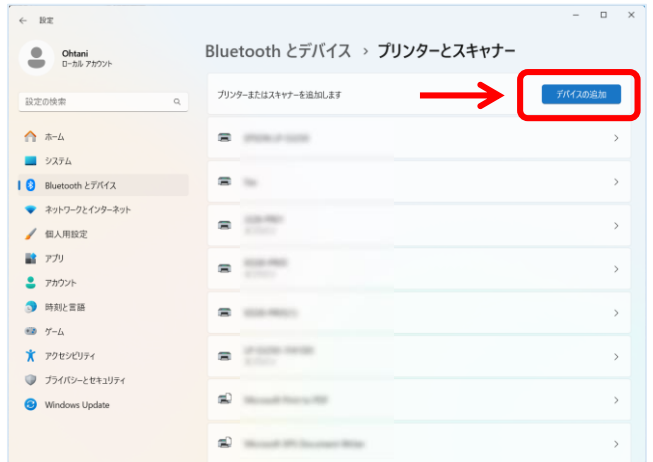 設定
Ohtani
ローカル アカウント
設定の検索
ホーム
システム
Bluetooth とデバイス
ネットワークとインターネット
個人用設定
アプリ
アカウント
時刻と言語
ゲーム
アクセシビリティ
プライバシーとセキュリティ
Windows Update
Bluetooth とデバイス › プリンターとスキャナー
プリンターまたはスキャナーを追加します
デバイスの追加